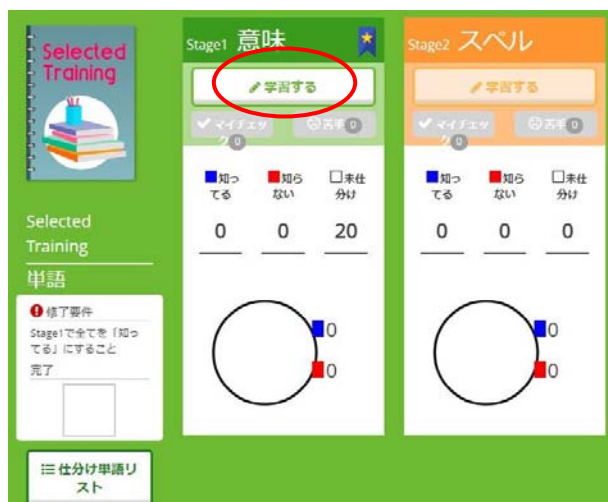 Selected
Training
Selected
Training
単語
修了要件
Stage1で全てを「知っ
てる」にすること
完了
仕分け単語リ
スト
Stage1 意味
学習する
マイチェッ
ク 0
苦手 0
知っ
てる
知ら
ない
未仕
分け
0 0 20
0
0
Stage2 スペル
学習する
マイチェッ
ク 0
苦手 0
知っ
てる
知ら
ない
未仕
分け
0 0 0
0
0